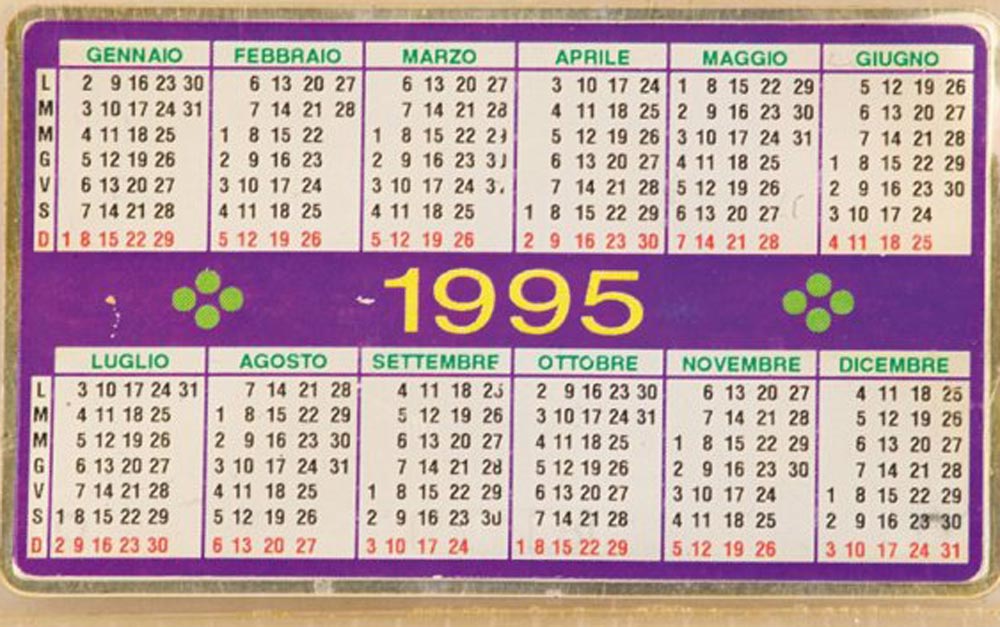 GENNAIO FEBBRAIO MARZO APRILE MAGGIO GIUGNO
L 2 9 16 23 30 6 13 20 27 6 13 20 27 3 10 17 24 1 8 15 22 29 5 12 19 26
M 3 10 17 24 31 7 14 21 28 7 14 21 28 4 11 18 25 2 9 16 23 30 6 13 20 27
M 4 11 18 25 1 8 15 22 1 8 15 22 29 5 12 19 26 3 10 17 24 31 7 14 21 28
G 5 12 19 26 2 9 16 23 2 9 16 23 30 6 13 20 27 4 11 18 25 1 8 15 22 29
V 6 13 20 27 3 10 17 24 3 10 17 24 31 7 14 21 28 5 12 19 26 2 9 16 23 30
S 7 14 21 28 4 11 18 25 4 11 18 25 1 8 15 22 29 6 13 20 27 3 10 17 24
D 1 8 15 22 29 5 12 19 26 5 12 19 26 2 9 16 23 30 7 14 21 28 4 11 18 25
1995
LUGLIO AGOSTO SETTEMBRE OTTOBRE NOVEMBRE DICEMBRE
L 3 10 17 24 31 7 14 21 28 4 11 18 25 2 9 16 23 30 6 13 20 27 4 11 18 25
M 4 11 18 25 1 8 15 22 29 5 12 19 26 3 10 17 24 31 7 14 21 28 5 12 19 26
M 5 12 19 26 2 9 16 23 30 6 13 20 27 4 11 18 25 1 8 15 22 29 6 13 20 27
G 6 13 20 27 3 10 17 24 31 7 14 21 28 5 12 19 26 2 9 16 23 30 7 14 21 28
V 7 14 21 28 4 11 18 25 1 8 15 22 29 6 13 20 27 3 10 17 24 1 8 15 22 29
S 1 8 15 22 29 5 12 19 26 2 9 16 23 30 7 14 21 28 4 11 18 25 2 9 16 23 30
D 2 9 16 23 30 6 13 20 27 3 10 17 24 1 8 15 22 29 5 12 19 26 3 10 17 24 31